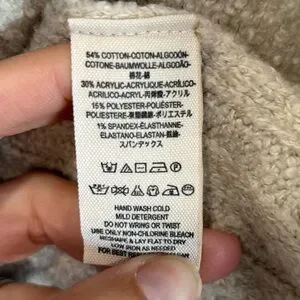 54% COTTON-COTON-ALGODÓN
COTONE-BAUMWOLLE-ALGODÃO
棉花-綿
30% ACRYLIC-ACRYLIQUE-ACRÍLICO
ACRILICO-ACRYL-丙烯酸-アクリル
15% POLYESTER-POLIÉSTER-
POLIESTERE-聚酯纖維-ポリエステル
1% SPANDEX-ÉLASTHANNE-
ELASTANO-ELASTAN-氨綸-
スパンデックス
HAND WASH COLD
MILD DETERGENT
DO NOT WRING OR TWIST
USE ONLY NON-CHLORINE BLEACH
RESHAPE & LAY FLAT TO DRY
LOW IRON AS NEEDED
FOR BEST